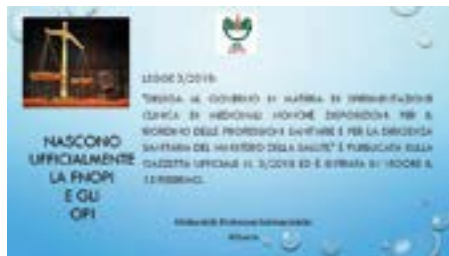 LEGGE 3/2018:
"DELEGA AL GOVERNO IN MATERIA DI SPERIMENTAZIONE
CLINICA DI MEDICINALI NONCHÉ DISPOSIZIONI PER IL
RIORDINO DELLE PROFESSIONI SANITARIE E PER LA DIRIGENZA
SANITARIA DEL MINISTERO DELLA SALUTE" È PUBBLICATA SULLA
GAZZETTA UFFICIALE N. 3/2018 ED È ENTRATA IN VIGORE IL
15 FEBBRAIO.
NASCONO
UFFICIALMENTE
LA FNOPI
E GLI
OPI